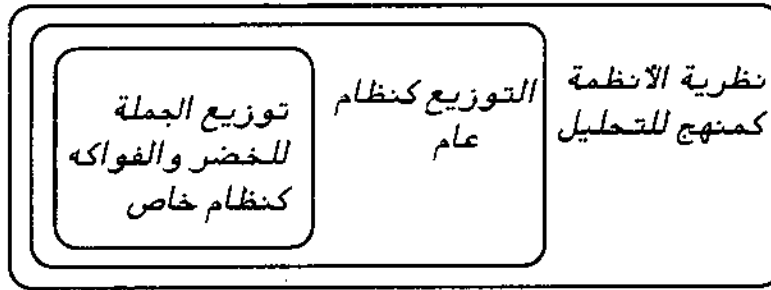 نظرية الأنظمة
كمنهج للتحليل
التوزيع كنظام
عام
توزيع الجملة
للخضر والفواكه
كنظام خاص